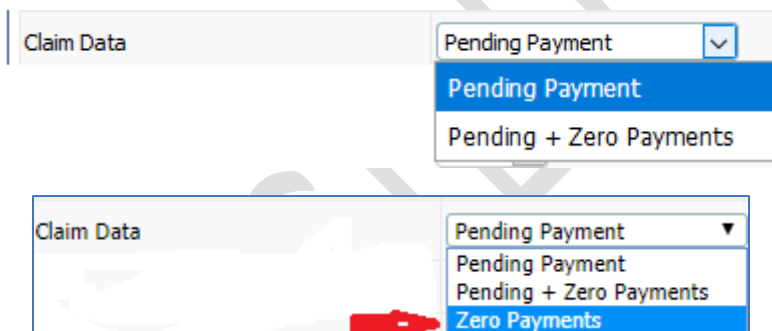 Claim Data Pending Payment
Pending Payment
Pending + Zero Payments
Claim Data Pending Payment
Pending Payment
Pending + Zero Payments
Zero Payments